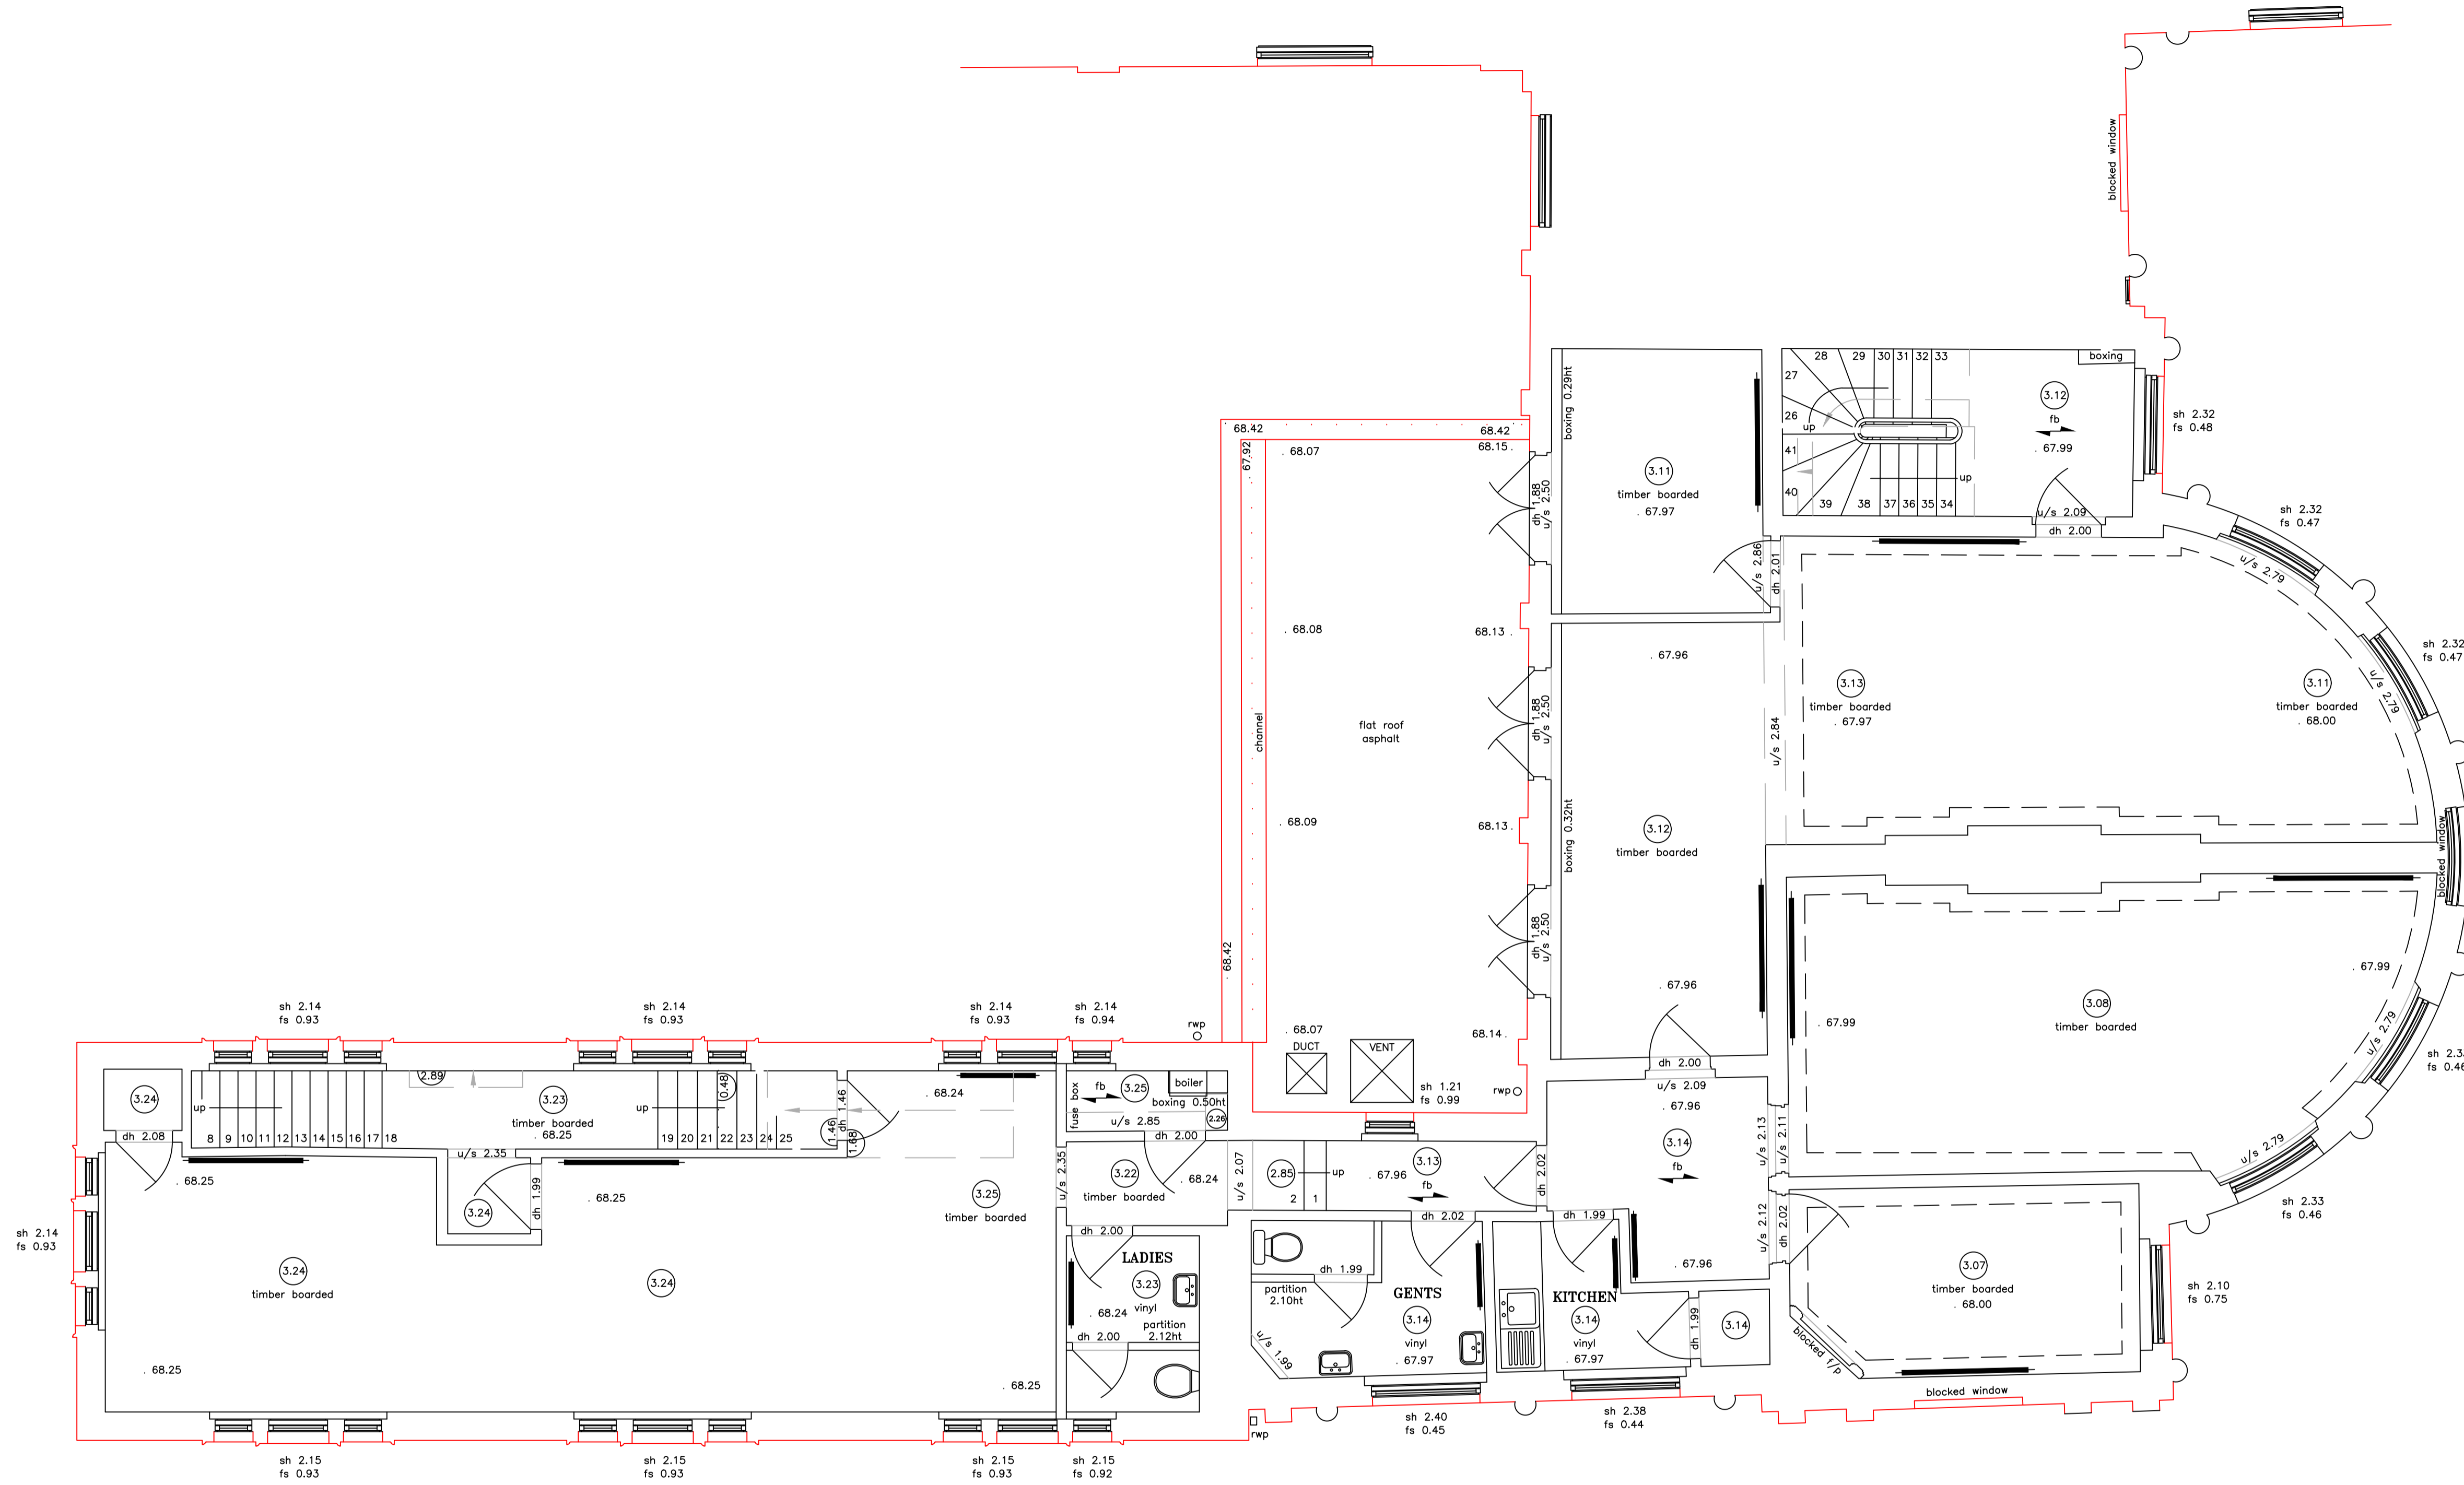 blocked window
28 29 30 31 32 33
boxing
27
26
up
41
40
39 38 37 36 35 34
up
3.12
fb
67.99
u/s 2.09
dh 2.00
sh 2.32
fs 0.48
sh 2.32
fs 0.47
u/s 2.79
sh 2.32
fs 0.47
u/s 2.79
68.42
68.42
67.92
68.07
68.15
boxing 0.29ht
3.11
timber boarded
67.97
dh 1.88
u/s 2.50
u/s 2.86
dh 2.01
68.08
68.13
67.96
3.13
timber boarded
67.97
3.11
timber boarded
68.00
channel
flat roof
asphalt
dh 1.88
u/s 2.50
u/s 2.84
68.09
68.13
boxing 0.32ht
3.12
timber boarded
blocked window
68.42
dh 1.88
u/s 2.50
67.96
67.99
67.99
3.08
timber boarded
u/s 2.79
u/s 2.79
fs 0.46
sh 2.33
fs 0.46
68.07
DUCT
VENT
68.14
sh 1.21
fs 0.99
rwp
rwp
dh 2.00
u/s 2.09
67.96
3.14
fb
67.96
u/s 2.13
u/s 2.11
u/s 2.12
dh 2.02
sh 2.14
fs 0.93
sh 2.14
fs 0.93
sh 2.14
fs 0.93
sh 2.14
fs 0.94
3.24
dh 2.08
up
8 9 10 11 12 13 14 15 16 17 18
2.89
3.23
timber boarded
68.25
up
0.48
19 20 21 22 23 24 25
1.46
dh 1.46
1.68
68.24
fuse box
fb
3.25
boiler
boxing 0.50ht
2.26
u/s 2.85
dh 2.00
u/s 2.35
68.25
3.24
dh 1.99
68.25
3.25
timber boarded
u/s 2.35
3.22
timber boarded
68.24
u/s 2.07
2.85
up
2 1
67.96
3.13
fb
dh 2.02
dh 2.02
dh 1.99
sh 2.14
fs 0.93
3.24
timber boarded
3.24
68.25
68.25
dh 2.00
LADIES
3.23
vinyl
68.24
partition
2.12ht
dh 2.00
partition
2.10ht
dh 1.99
GENTS
3.14
vinyl
67.97
u/s 1.99
KITCHEN
3.14
vinyl
67.97
dh 1.99
3.14
3.07
timber boarded
68.00
blocked f/p
blocked window
sh 2.10
fs 0.75
sh 2.15
fs 0.93
sh 2.15
fs 0.93
sh 2.15
fs 0.93
sh 2.15
fs 0.92
rwp
sh 2.40
fs 0.45
sh 2.38
fs 0.44